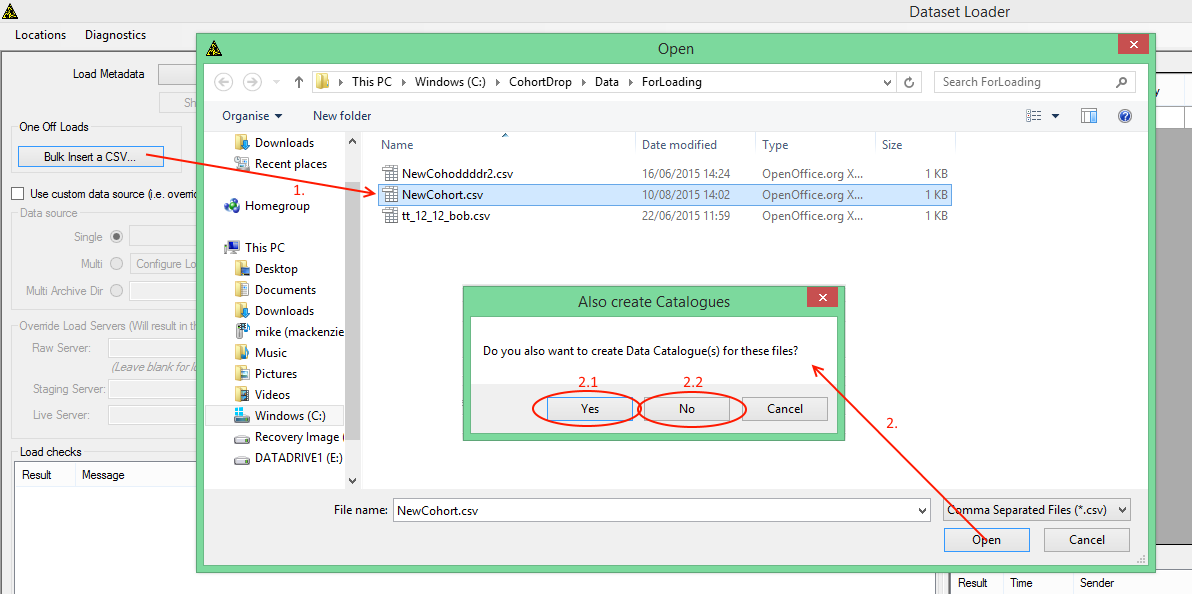 Dataset Loader
Locations Diagnostics
Load Metadata
Sh
One Off Loads
Bulk Insert a CSV...
1.
Use custom data source (i.e. overric
Data source
Single
Multi Configure Lo
Multi Archive Dir
Override Load Servers (Will result in th
Raw Server:
(Leave blank for lo
Staging Server:
Live Server:
Load checks
Result Message
Open
This PC Windows (C:) CohortDrop Data ForLoading
Search ForLoading
Organise New folder
Downloads
Recent places
Homegroup
This PC
Desktop
Documents
Downloads
mike (mackenzie
Music
Pictures
Videos
Windows (C:)
Recovery Image (
DATADRIVE1 (E:)
Name Date modified Type Size
NewCohoddddr2.csv 16/06/2015 14:24 OpenOffice.org X... 1 KB
NewCohort.csv 10/08/2015 14:02 OpenOffice.org X... 1 KB
tt_12_12_bob.csv 22/06/2015 11:59 OpenOffice.org X... 1 KB
Also create Catalogues
Do you also want to create Data Catalogue(s) for these files?
2.1 2.2
Yes No Cancel
2.
File name: NewCohort.csv Comma Separated Files (*.csv)
Open Cancel
Result Time Sender